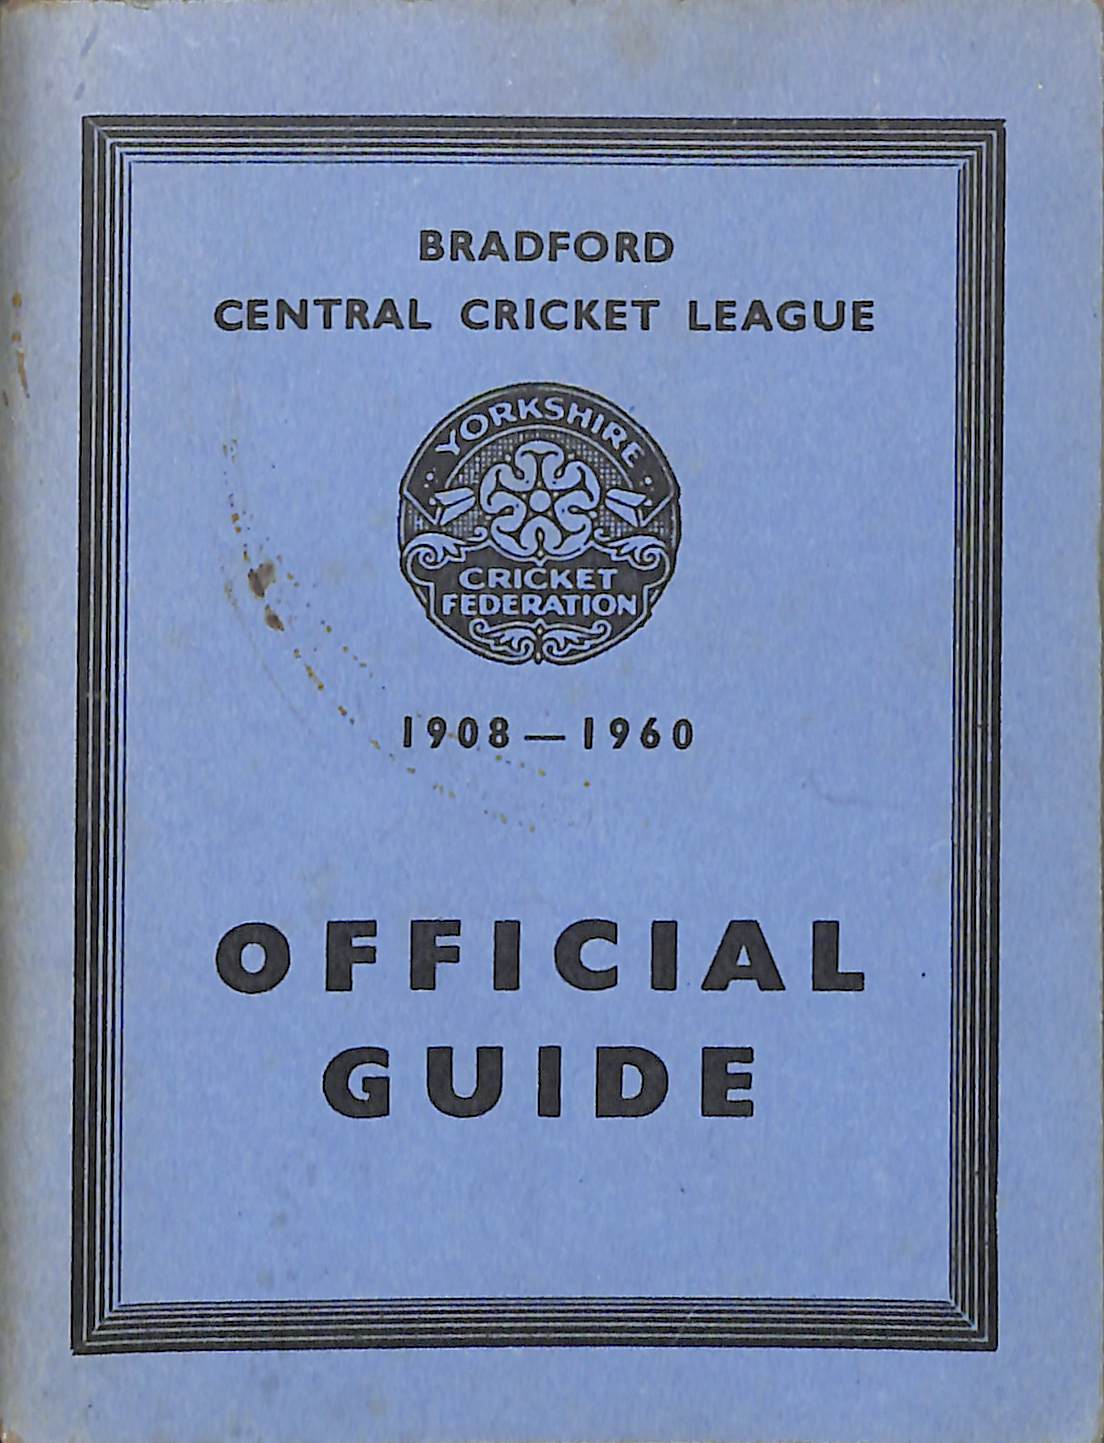 BRADFORD
CENTRAL CRICKET LEAGUE
YORKSHIRE
CRICKET
FEDERATION
1908—1960
OFFICIAL
GUIDE